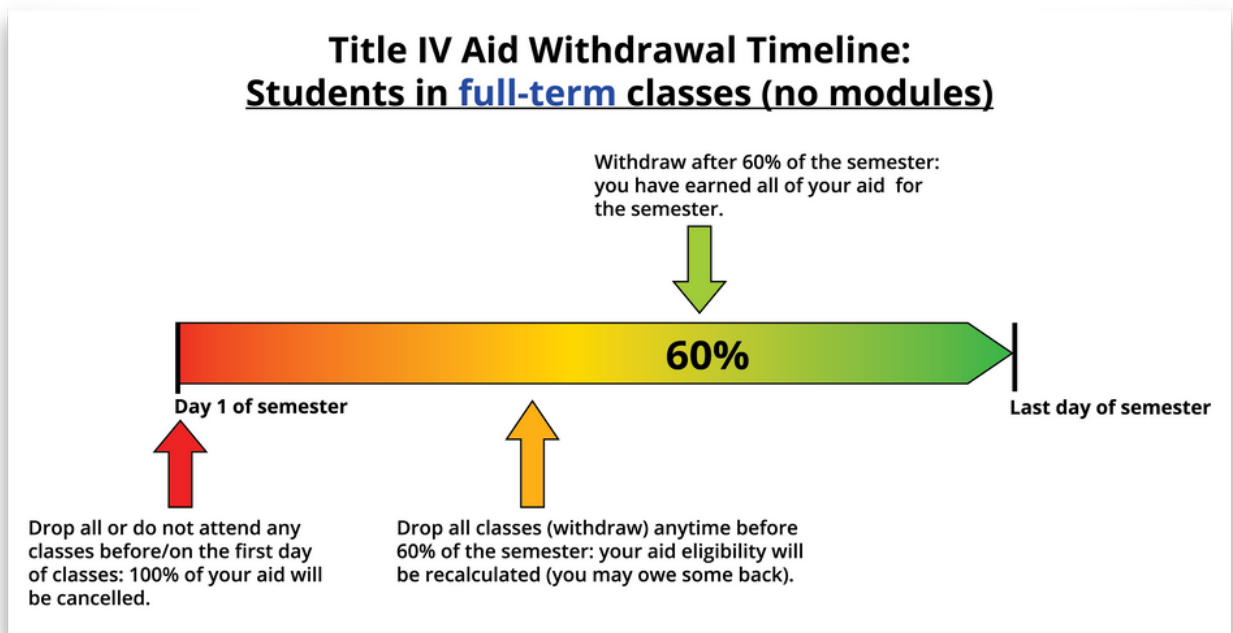 Title IV Aid Withdrawal Timeline:
Students in full-term classes (no modules)
Withdraw after 60% of the semester:
you have earned all of your aid for
the semester.
60%
Day 1 of semester
Last day of semester
Drop all or do not attend any
classes before/on the first day
of classes: 100% of your aid will
be cancelled.
Drop all classes (withdraw) anytime before
60% of the semester: your aid eligibility will
be recalculated (you may owe some back).